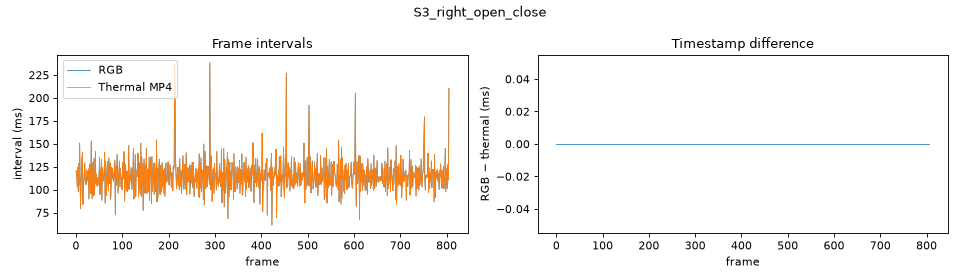 S3_right_open_close
Frame intervals
RGB
Thermal MP4
interval (ms)
225
200
175
150
125
100
75
0 100 200 300 400 500 600 700 800
frame
Timestamp difference
RGB − thermal (ms)
0.04
0.02
0.00
−0.02
−0.04
0 100 200 300 400 500 600 700 800
frame